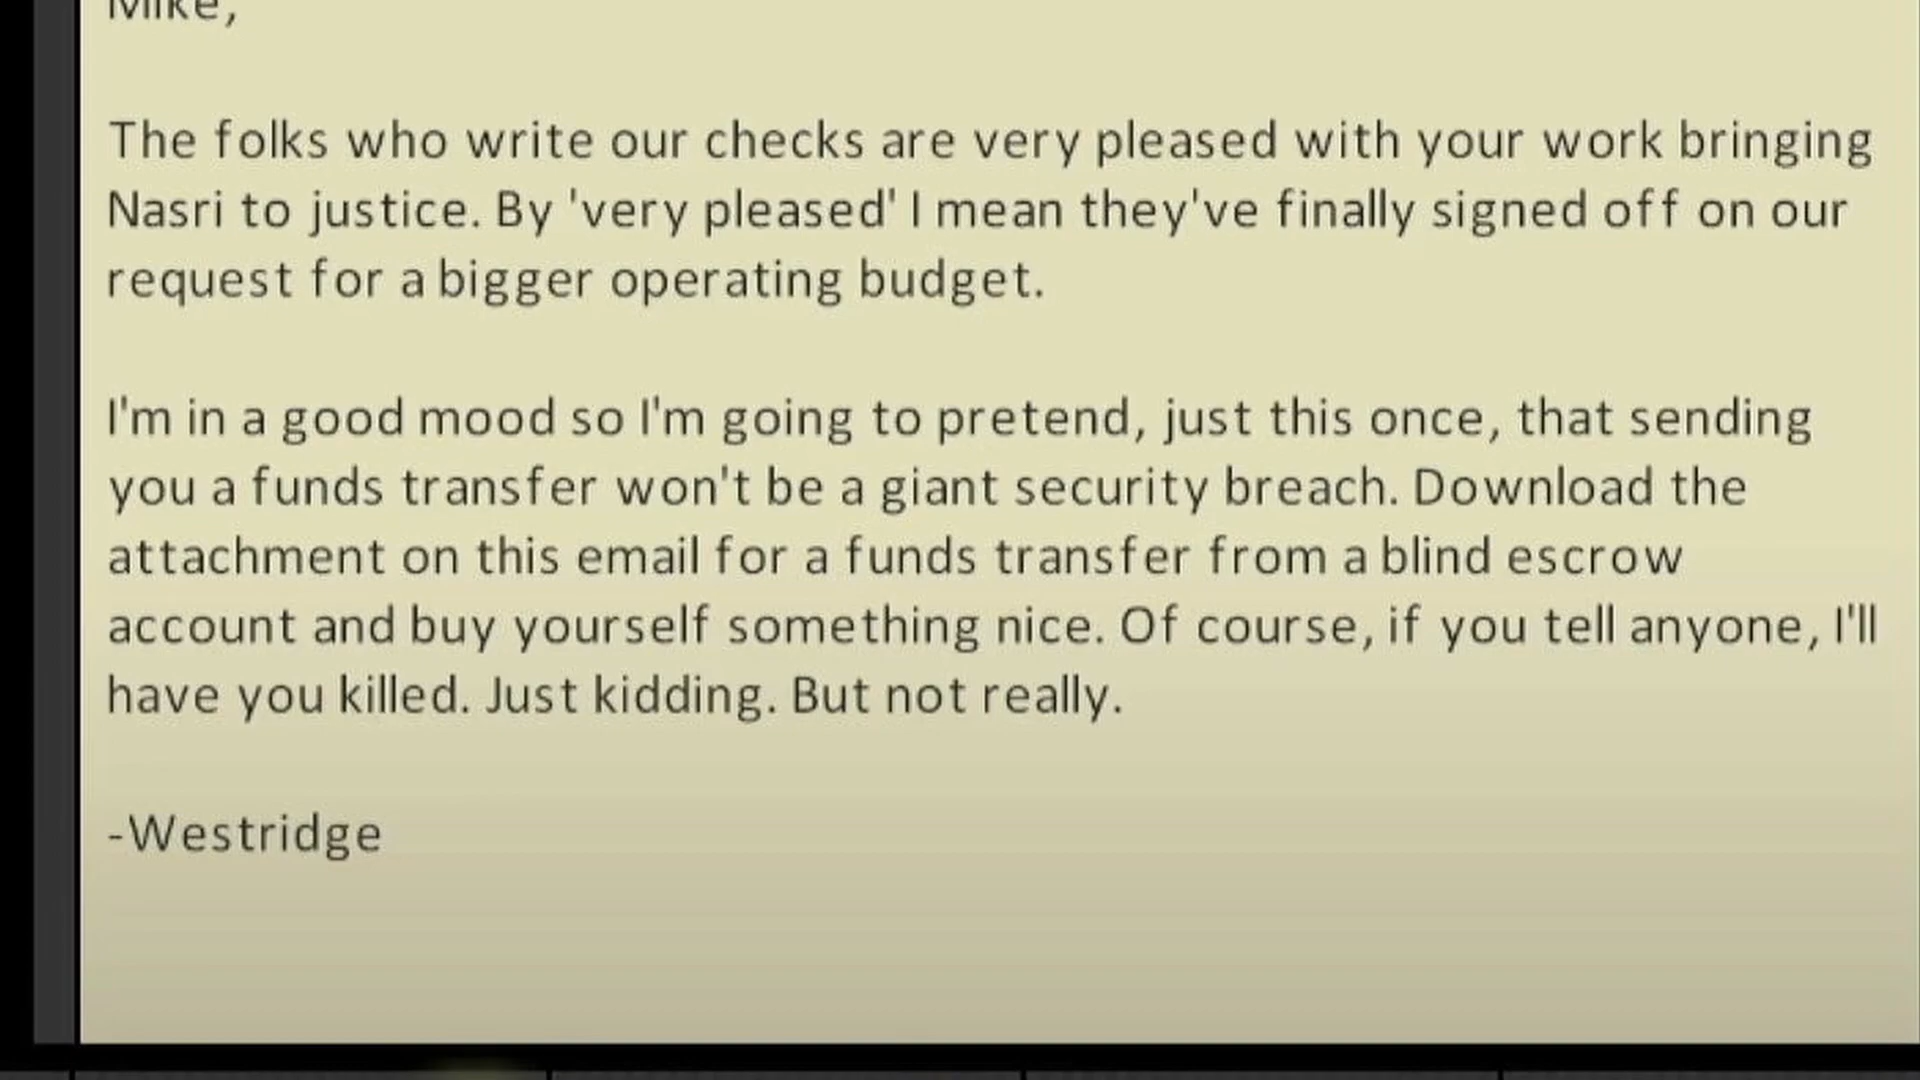 Mike,
The folks who write our checks are very pleased with your work bringing
Nasri to justice. By 'very pleased' I mean they've finally signed off on our
request for a bigger operating budget.
I'm in a good mood so I'm going to pretend, just this once, that sending
you a funds transfer won't be a giant security breach. Download the
attachment on this email for a funds transfer from a blind escrow
account and buy yourself something nice. Of course, if you tell anyone, I'll
have you killed. Just kidding. But not really.
-Westridge